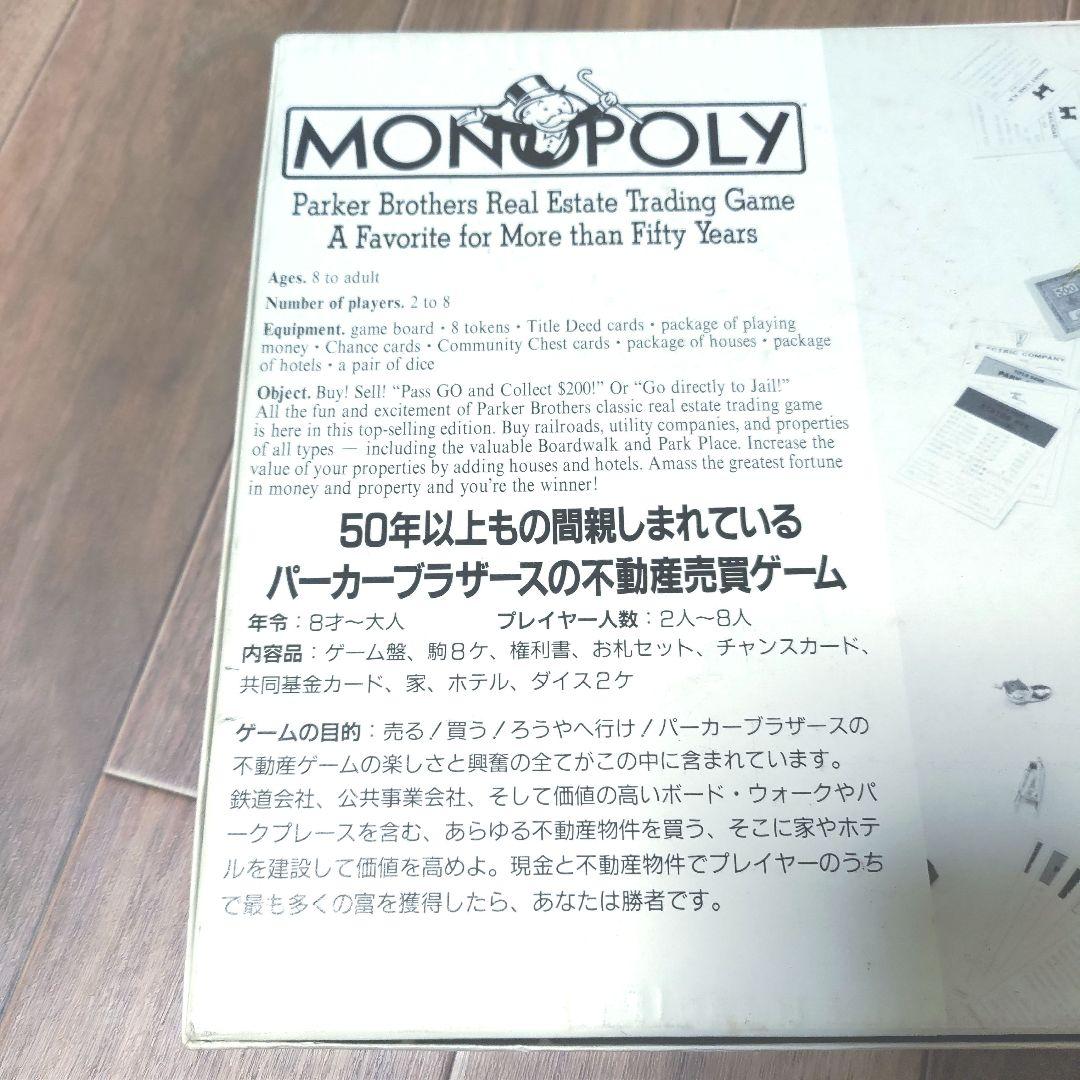 MONOPOLY
Parker Brothers Real Estate Trading Game
A Favorite for More than Fifty Years
Ages. 8 to adult
Number of players. 2 to 8
Equipment. game board • 8 tokens • Title Deed cards • package of playing
money • Chance cards • Community Chest cards • package of houses • package
of hotels • a pair of dice
Object. Buy! Sell! “Pass GO and Collect $200!” Or “Go directly to Jail!”
All the fun and excitement of Parker Brothers classic real estate trading game
is here in this top-selling edition. Buy railroads, utility companies, and properties
of all types — including the valuable Boardwalk and Park Place. Increase the
value of your properties by adding houses and hotels. Amass the greatest fortune
in money and property and you're the winner!
50年以上もの間親しまれている
パーカーブラザースの不動産売買ゲーム
年令：8才〜大人 プレイヤー人数：2人〜8人
内容品：ゲーム盤、駒8ケ、権利書、お札セット、チャンスカード、
共同基金カード、家、ホテル、ダイス2ケ
ゲームの目的：売る！買う！ろうやへ行け！パーカーブラザースの
不動産ゲームの楽しさと興奮の全てがこの中に含まれています。
鉄道会社、公共事業会社、そして価値の高いボード・ウォークやパ
ークプレースを含む、あらゆる不動産物件を買う、そこに家やホテ
ルを建設して価値を高めよ。現金と不動産物件でプレイヤーのうち
で最も多くの富を獲得したら、あなたは勝者です。
500
ELECTRIC COMPANY